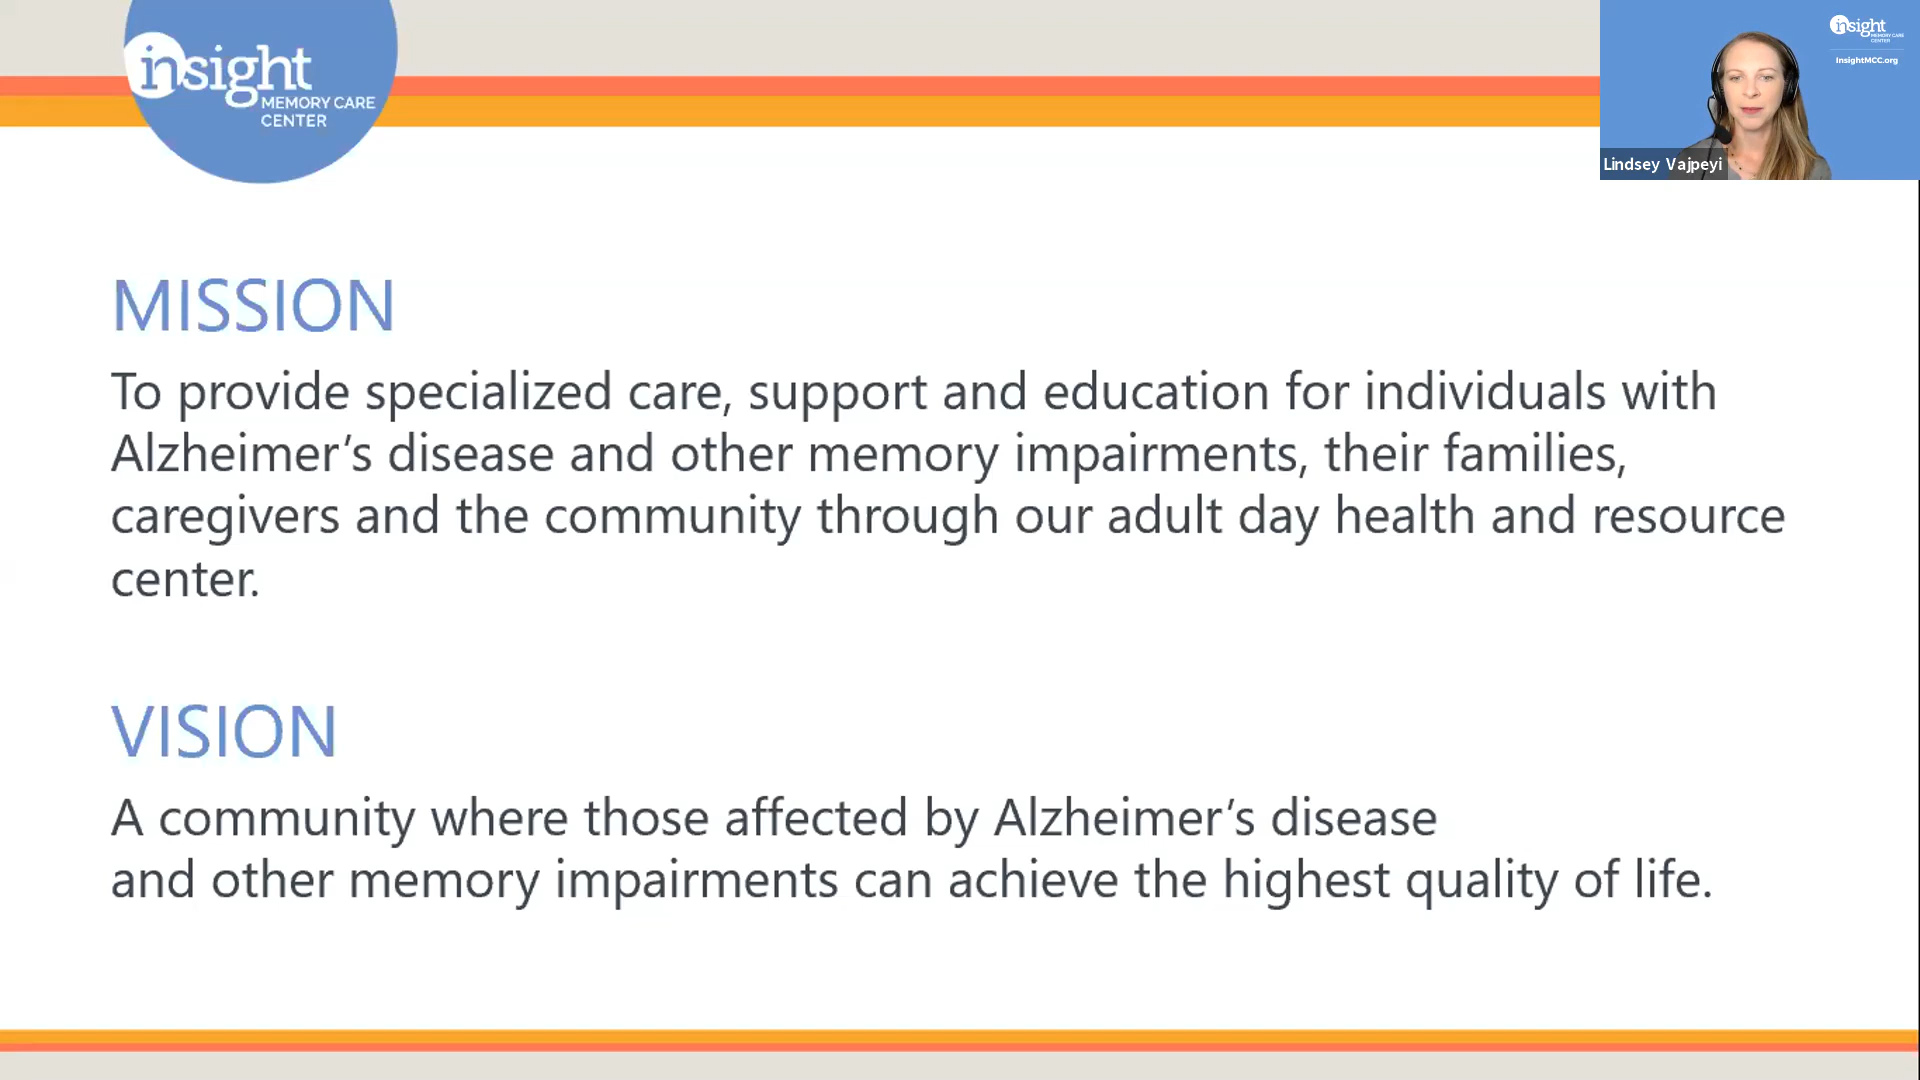 insight
MEMORY CARE
CENTER
insight
MEMORY CARE
CENTER
InsightMCC.org
Lindsey Vajpeyi
MISSION
To provide specialized care, support and education for individuals with
Alzheimer’s disease and other memory impairments, their families,
caregivers and the community through our adult day health and resource
center.
VISION
A community where those affected by Alzheimer’s disease
and other memory impairments can achieve the highest quality of life.